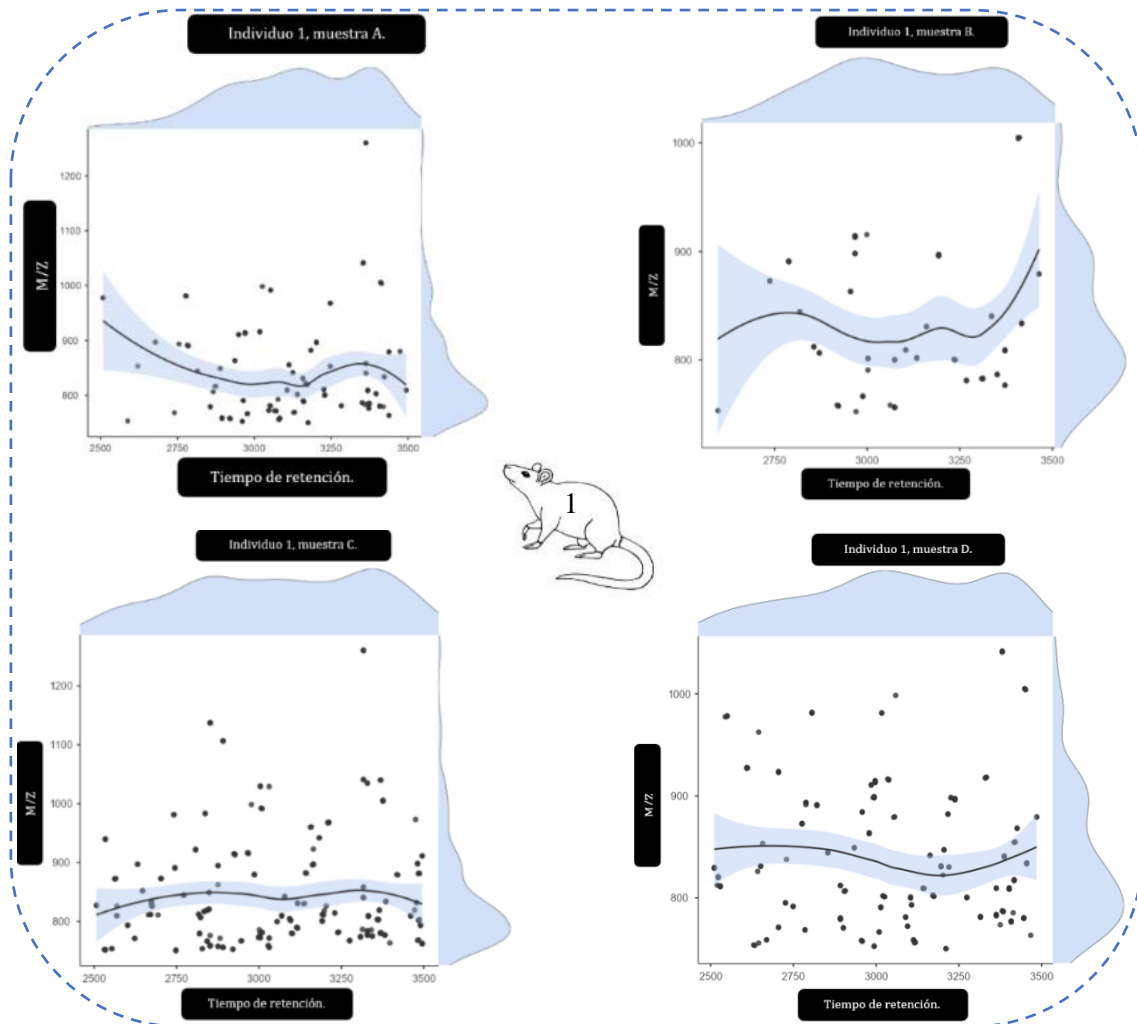 Individuo 1, muestra A.
M/Z
1200
1100
1000
900
800
2500 2750 3000 3250 3500
Tiempo de retención.
Individuo 1, muestra B.
M/Z
1000
900
800
2750 3000 3250 3500
Tiempo de retención.
1
Individuo 1, muestra C.
M/Z
1200
1100
1000
900
800
2500 2750 3000 3250 3500
Tiempo de retención.
Individuo 1, muestra D.
M/Z
1000
900
800
2500 2750 3000 3250 3500
Tiempo de retención.